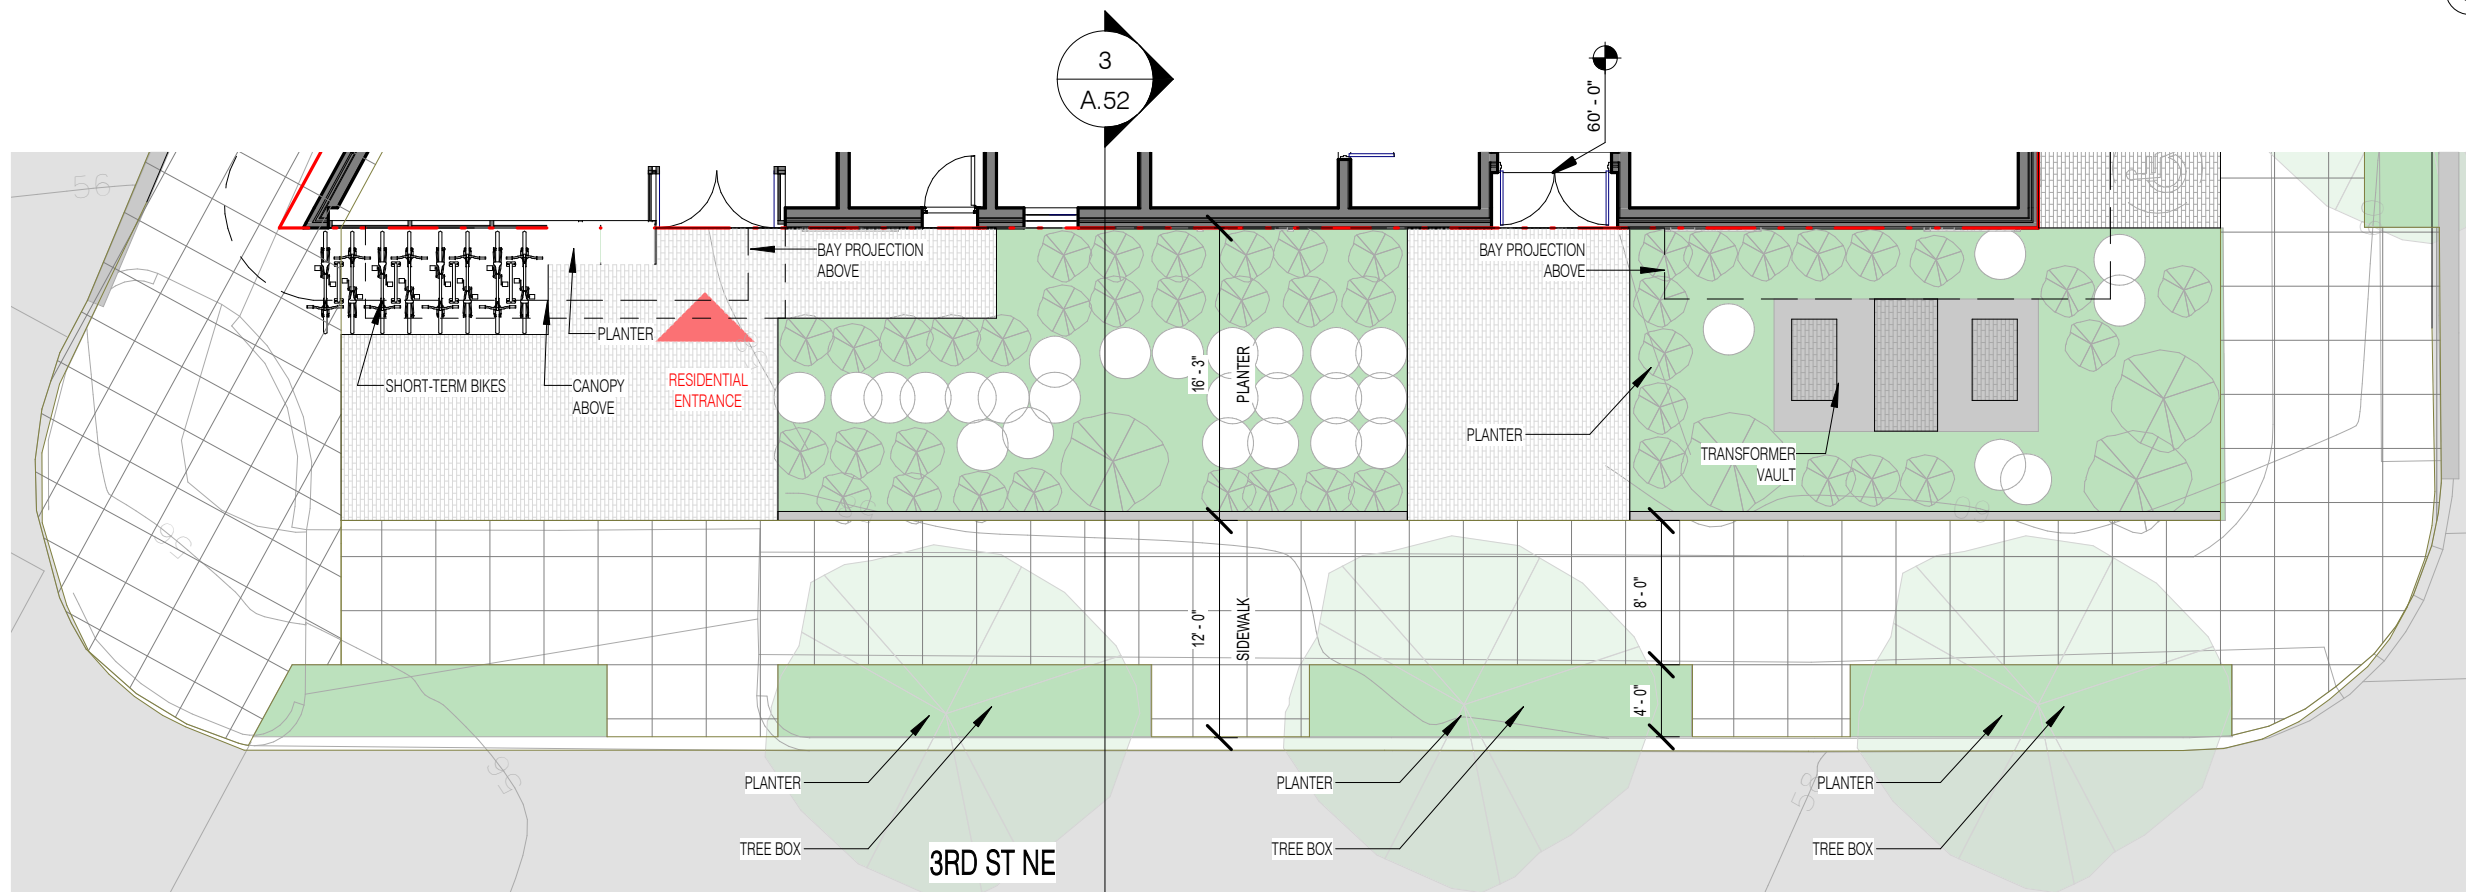 3
A.52
60' - 0"
56
BAY PROJECTION
ABOVE
BAY PROJECTION
ABOVE
PLANTER
SHORT-TERM BIKES
CANOPY
ABOVE
RESIDENTIAL
ENTRANCE
16' - 3"
PLANTER
PLANTER
TRANSFORMER
VAULT
12' - 0"
SIDEWALK
8' - 0"
4' - 0"
PLANTER
PLANTER
PLANTER
58
TREE BOX
TREE BOX
TREE BOX
3RD ST NE